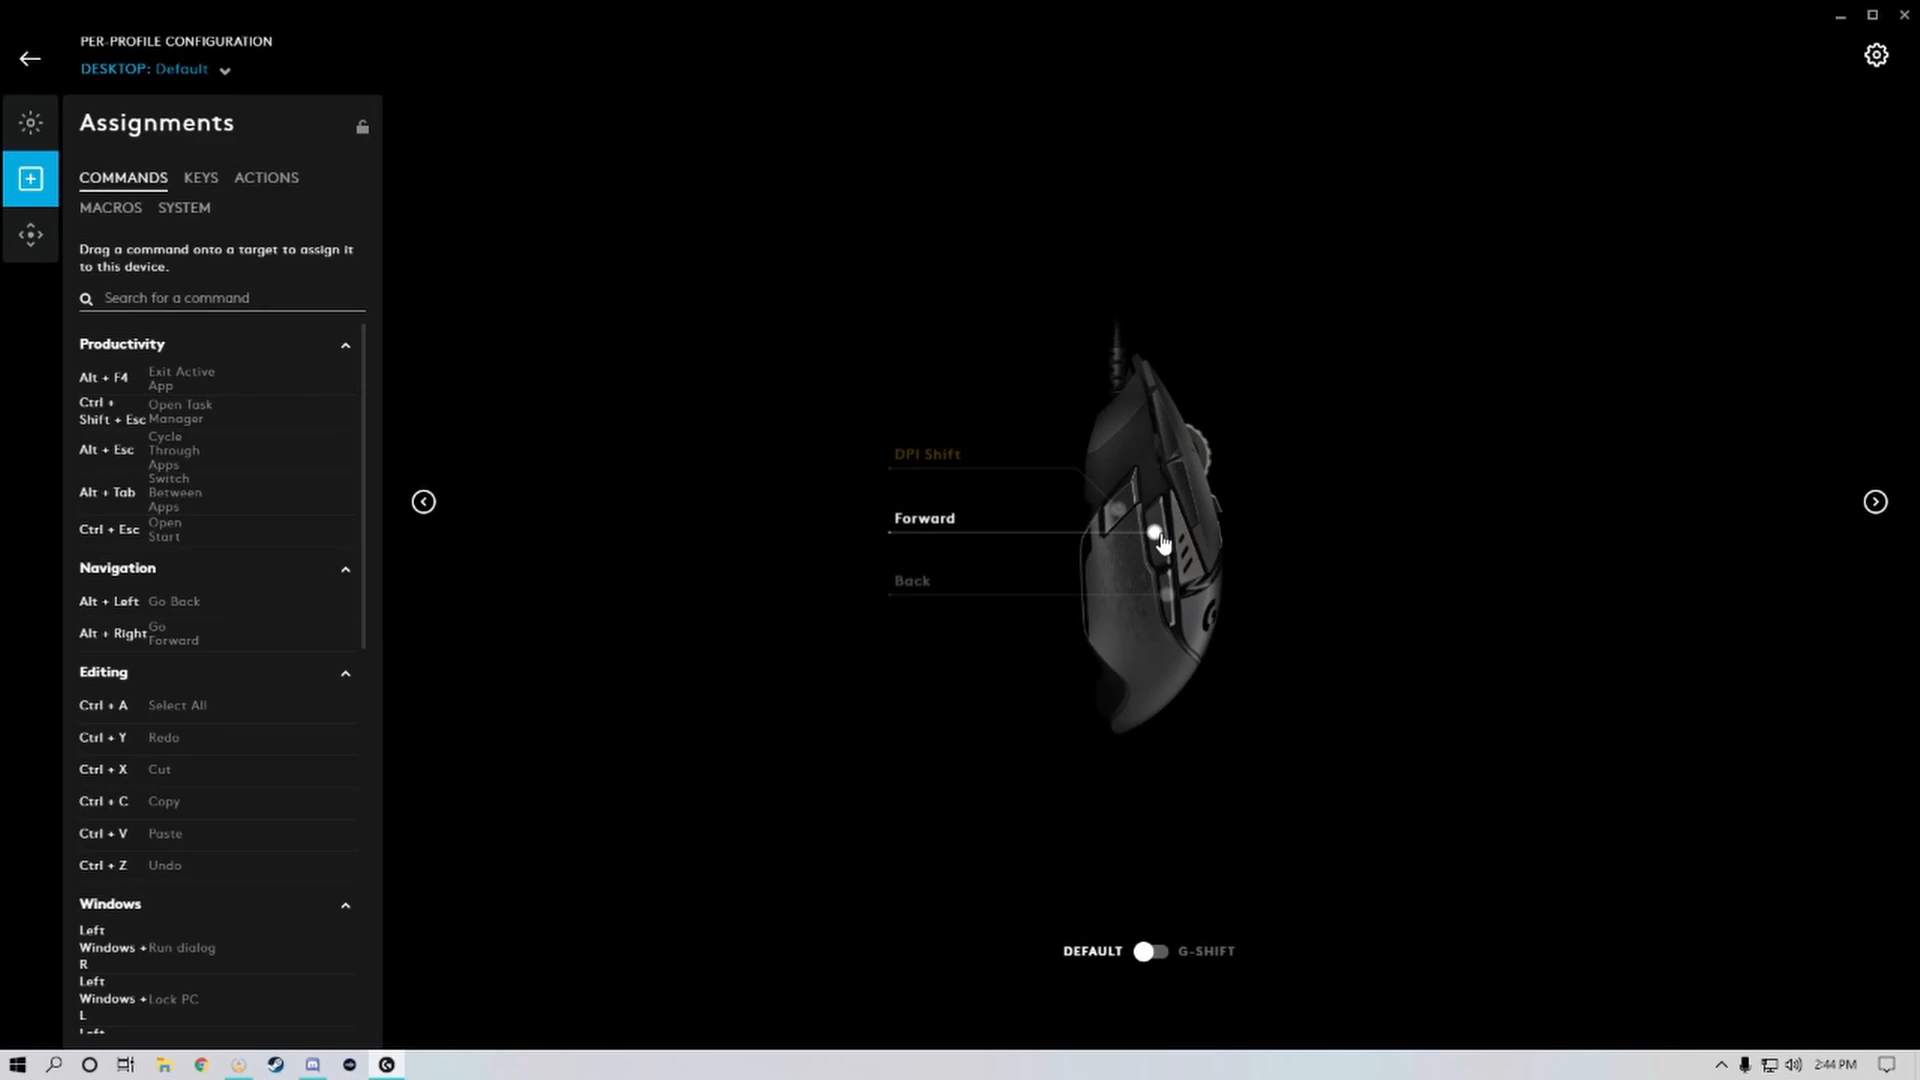 PER-PROFILE CONFIGURATION
DESKTOP: Default
Assignments
COMMANDS KEYS ACTIONS
MACROS SYSTEM
Drag a command onto a target to assign it
to this device.
Search for a command
Productivity
Alt + F4 Exit Active
App
Ctrl + Open Task
Shift + Esc Manager
Cycle
Alt + Esc Through
Apps
Switch
Alt + Tab Between
Apps
Ctrl + Esc Open
Start
Navigation
Alt + Left Go Back
Alt + Right Go
Forward
Editing
Ctrl + A Select All
Ctrl + Y Redo
Ctrl + X Cut
Ctrl + C Copy
Ctrl + V Paste
Ctrl + Z Undo
Windows
Left
Windows + Run dialog
R
Left
Windows + Lock PC
L
Left
DPI Shift
Forward
Back
DEFAULT G-SHIFT
2:44 PM